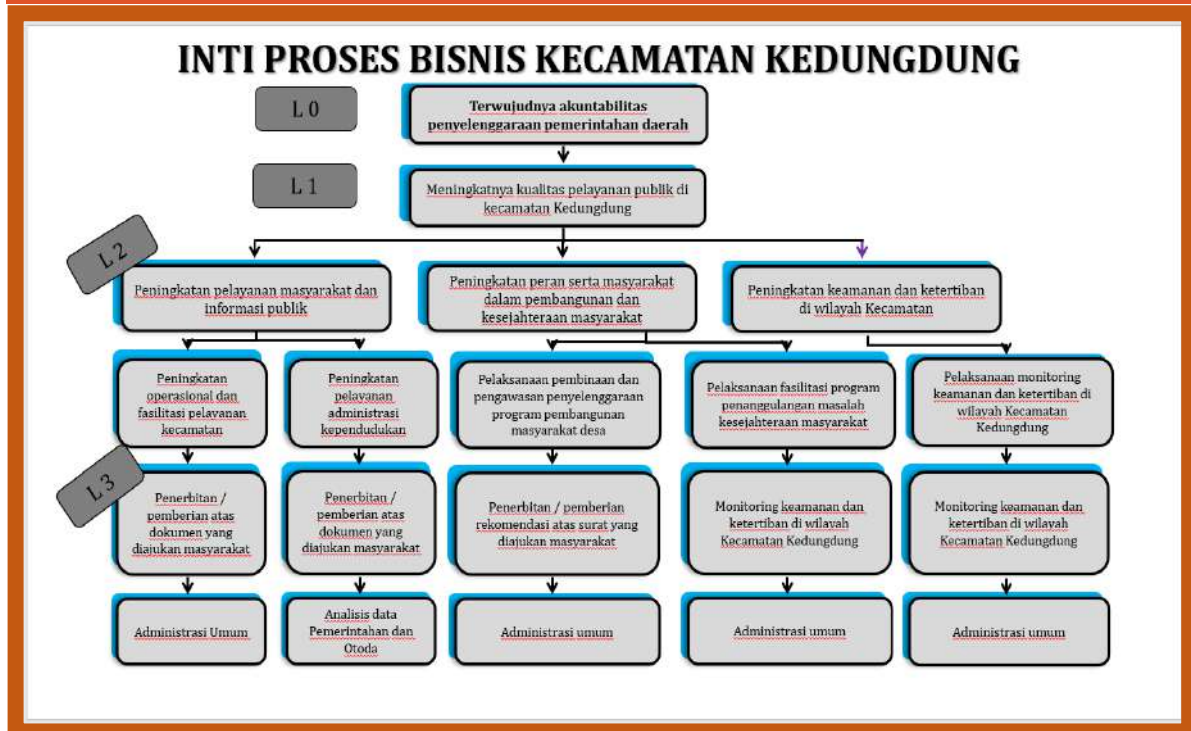 INTI PROSES BISNIS KECAMATAN KEDUNGDUNG
L 0
Terwujudnya akuntabilitas
penyelenggaraan pemerintahan daerah
L 1
Meningkatnya kualitas pelayanan publik di
kecamatan Kedungdung
L 2
Peningkatan pelayanan masyarakat dan
informasi publik
Peningkatan peran serta masyarakat
dalam pembangunan dan
kesejahteraan masyarakat
Peningkatan keamanan dan ketertiban
di wilayah Kecamatan
Peningkatan
operasional dan
fasilitasi pelayanan
kecamatan
Peningkatan
pelayanan
administrasi
kependudukan
Pelaksanaan pembinaan dan
pengawasan penyelenggaraan
program pembangunan
masyarakat desa
Pelaksanaan fasilitasi program
penanggulangan masalah
kesejahteraan masyarakat
Pelaksanaan monitoring
keamanan dan ketertiban di
wilayah Kecamatan
Kedungdung
L 3
Penerbitan /
pemberian atas
dokumen yang
diajukan masyarakat
Penerbitan /
pemberian atas
dokumen yang
diajukan masyarakat
Penerbitan / pemberian
rekomendasi atas surat yang
diajukan masyarakat
Monitoring keamanan dan
ketertiban di wilayah
Kecamatan Kedungdung
Monitoring keamanan dan
ketertiban di wilayah
Kecamatan Kedungdung
Administrasi Umum
Analisis data
Pemerintahan dan
Otoda
Administrasi umum
Administrasi umum
Administrasi umum